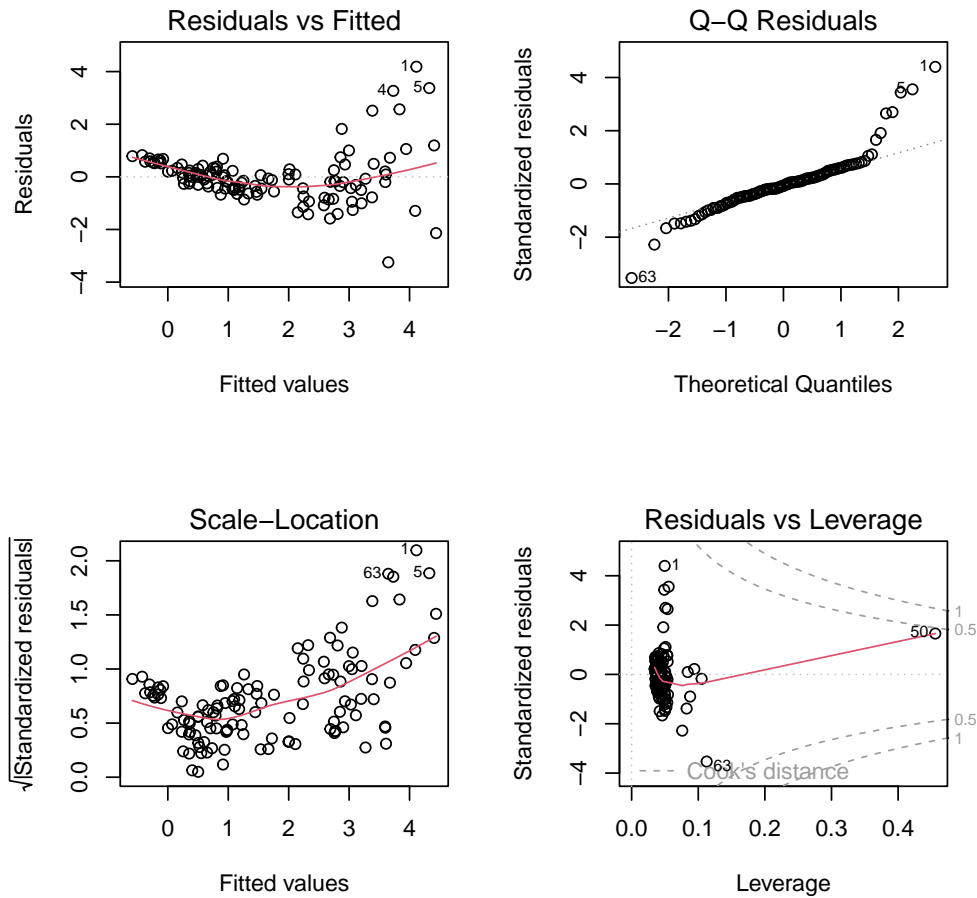 Residuals vs Fitted
Residuals
4
2
0
−2
−4
0 1 2 3 4
Fitted values
1
4
5
Q−Q Residuals
Standardized residuals
4
2
0
−2
−2 −1 0 1 2
Theoretical Quantiles
1
5
63
Scale−Location
√|Standardized residuals|
2.0
1.5
1.0
0.5
0.0
0 1 2 3 4
Fitted values
1
63
5
Residuals vs Leverage
Standardized residuals
4
2
0
−2
−4
0.0 0.1 0.2 0.3 0.4
Leverage
1
50
63
Cook's distance
1
0.5
0.5
1